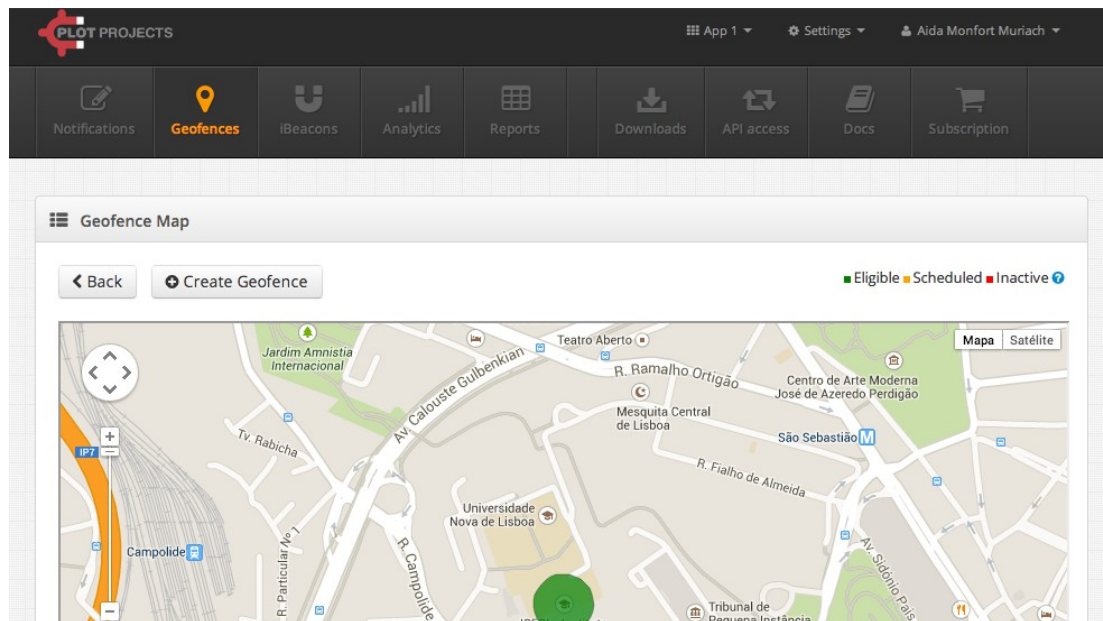 PLOT PROJECTS
App 1
Settings
Aida Monfort Muriach
Notifications
Geofences
iBeacons
Analytics
Reports
Downloads
API access
Docs
Subscription
Geofence Map
Back
Create Geofence
Eligible
Scheduled
Inactive
Mapa
Satélite
Jardim Amnistia
Internacional
Teatro Aberto
Av. Calouste Gulbenkian
R. Ramalho Ortigão
Centro de Arte Moderna
José de Azeredo Perdigão
Mesquita Central
de Lisboa
São Sebastião
M
Tv. Rabicha
IP7
R. Fialho de Almeida
Universidade
Nova de Lisboa
Campolide
R. Particular Nº 1
R. Campolide
Av. Sidónio Pais
Tribunal de
Pequena Instância